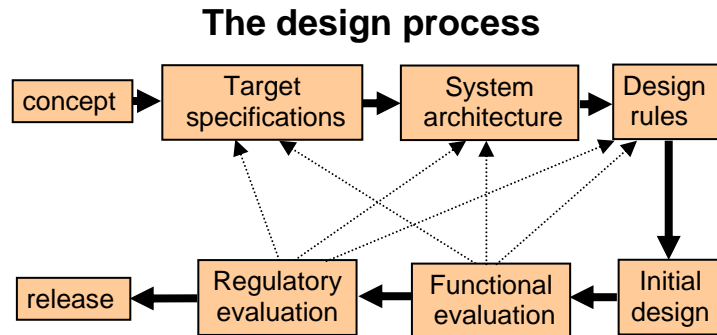 The design process
concept
Target
specifications
System
architecture
Design
rules
release
Regulatory
evaluation
Functional
evaluation
Initial
design